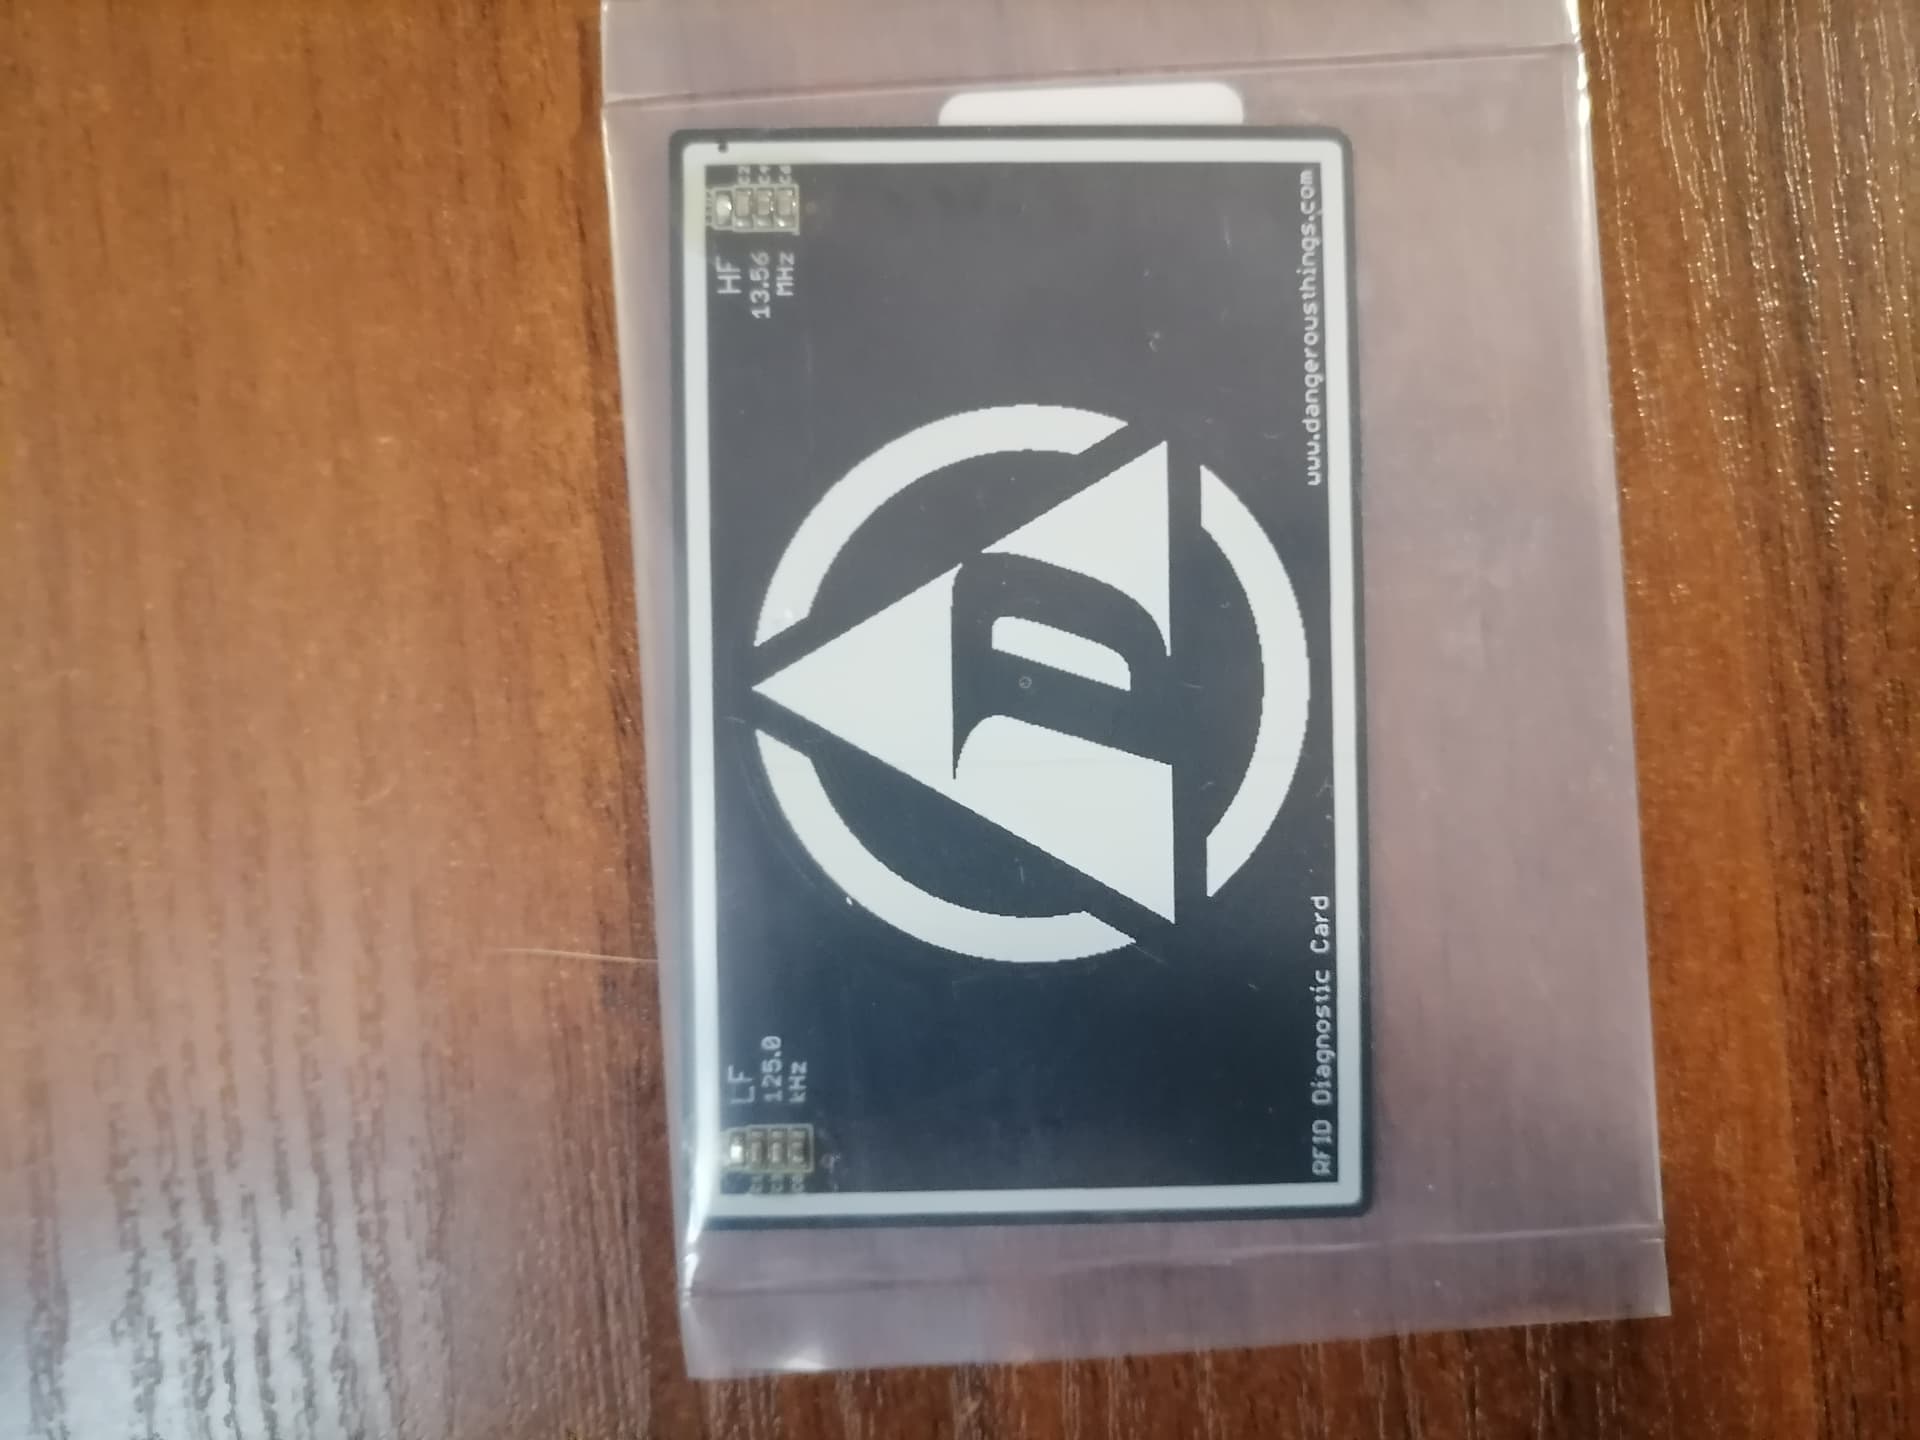 LF
125.0
kHz
HF
13.56
MHz
RFID Diagnostic Card
www.dangerousthings.com